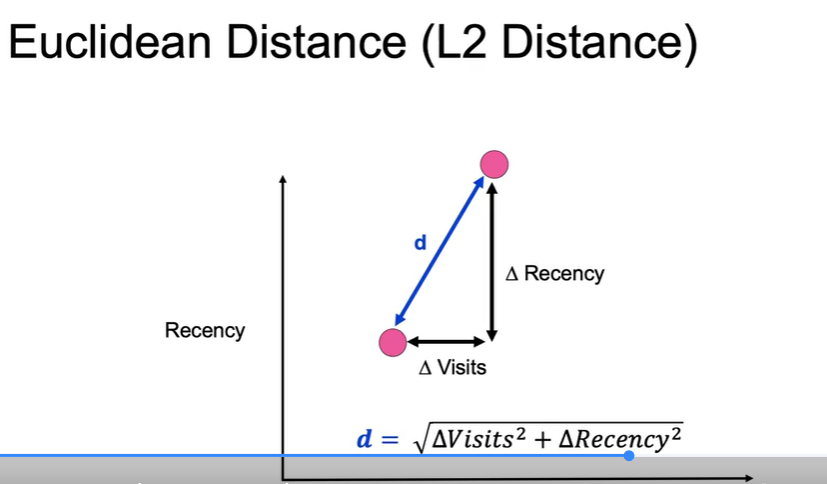 Euclidean Distance (L2 Distance)
d
Δ Recency
Recency
Δ Visits
d = √ΔVisits² + ΔRecency²